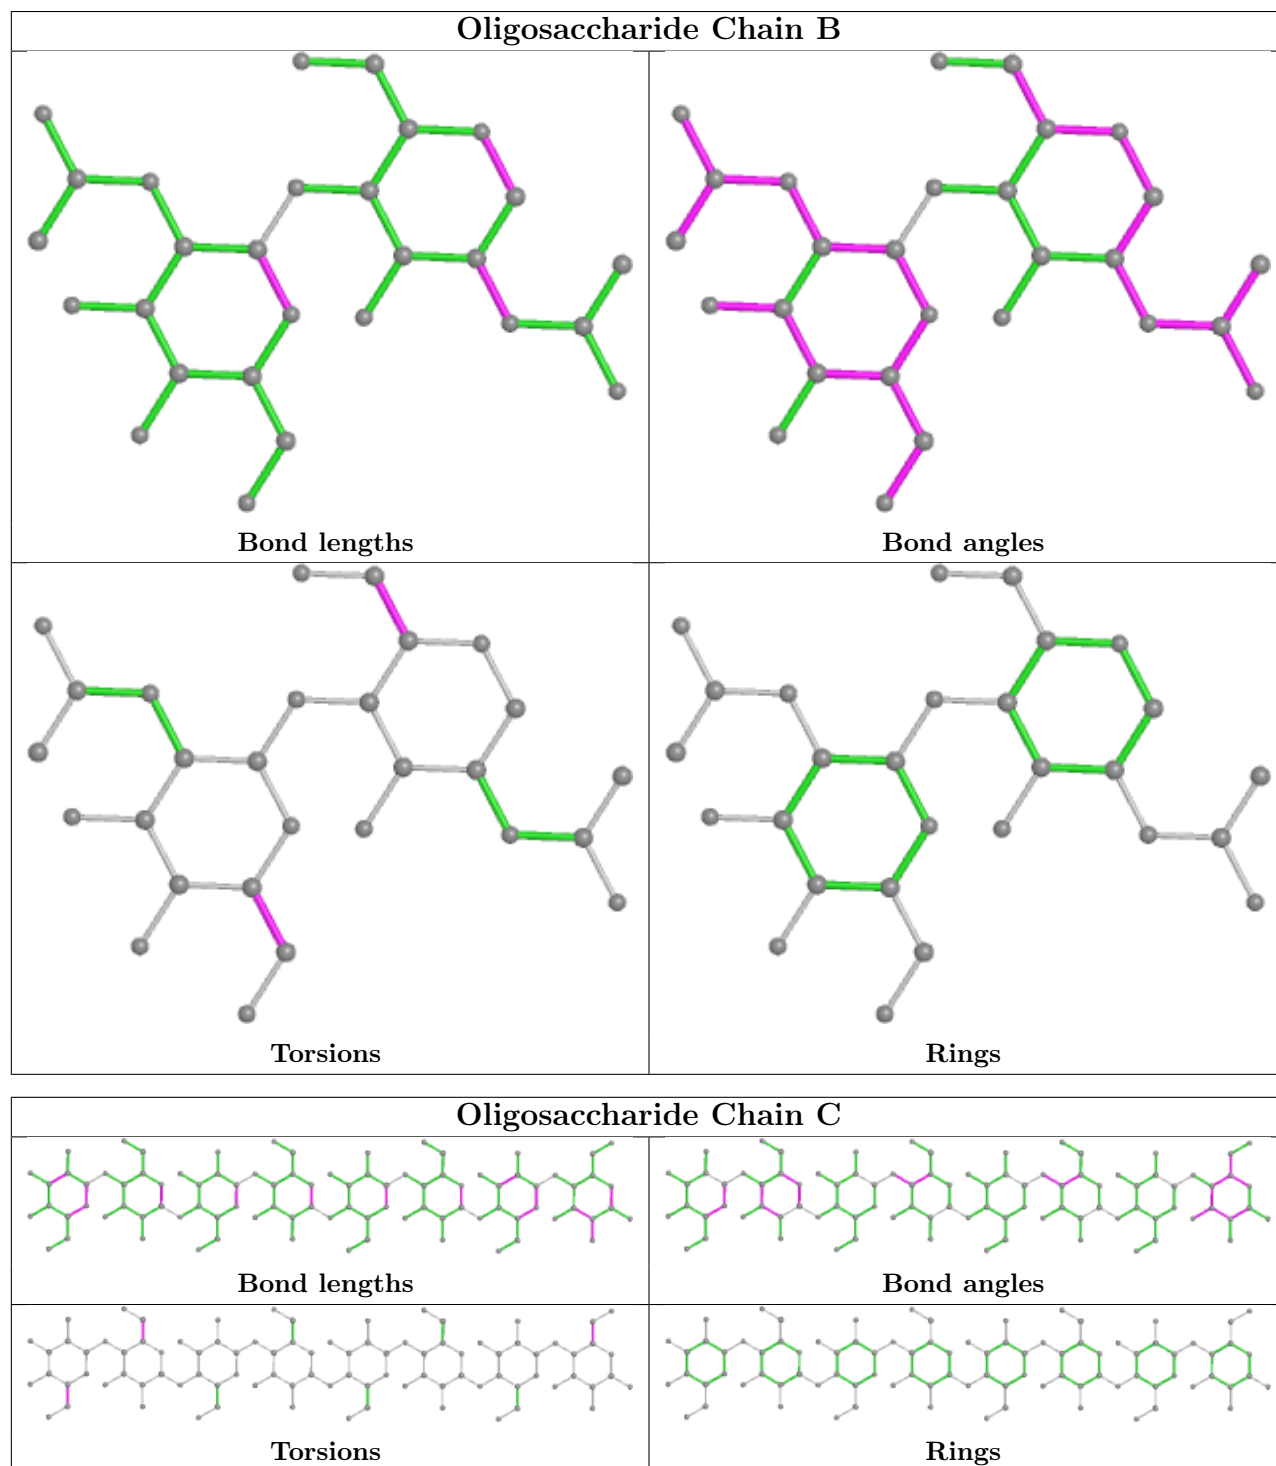 Oligosaccharide Chain B
Bond lengths
Bond angles
Torsions
Rings
Oligosaccharide Chain C
Bond lengths
Bond angles
Torsions
Rings